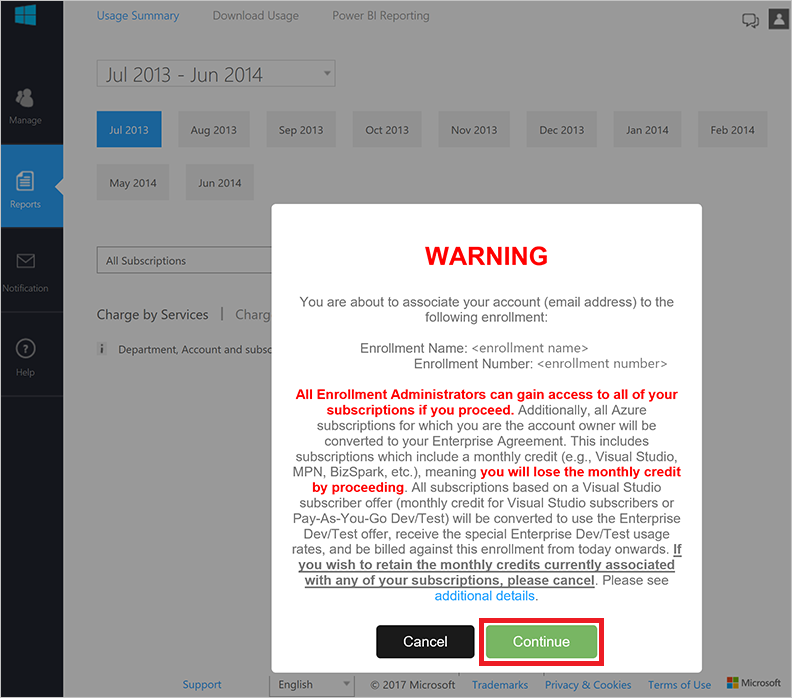 Usage Summary Download Usage Power BI Reporting
Jul 2013 - Jun 2014
Manage
Jul 2013 Aug 2013 Sep 2013 Oct 2013 Nov 2013 Dec 2013 Jan 2014 Feb 2014
May 2014 Jun 2014
Reports
WARNING
All Subscriptions
Notification
You are about to associate your account (email address) to the
following enrollment:
Charge by Services | Charg
Enrollment Name: <enrollment name>
Department, Account and subsc
Enrollment Number: <enrollment number>
Help
All Enrollment Administrators can gain access to all of your
subscriptions if you proceed. Additionally, all Azure
subscriptions for which you are the account owner will be
converted to your Enterprise Agreement. This includes
subscriptions which include a monthly credit (e.g., Visual Studio,
MPN, BizSpark, etc.), meaning you will lose the monthly credit
by proceeding. All subscriptions based on a Visual Studio
subscriber offer (monthly credit for Visual Studio subscribers or
Pay-As-You-Go Dev/Test) will be converted to use the Enterprise
Dev/Test offer, receive the special Enterprise Dev/Test usage
rates, and be billed against this enrollment from today onwards. If
you wish to retain the monthly credits currently associated
with any of your subscriptions, please cancel. Please see
additional details.
Cancel Continue
Support English © 2017 Microsoft Trademarks Privacy & Cookies Terms of Use Microsoft